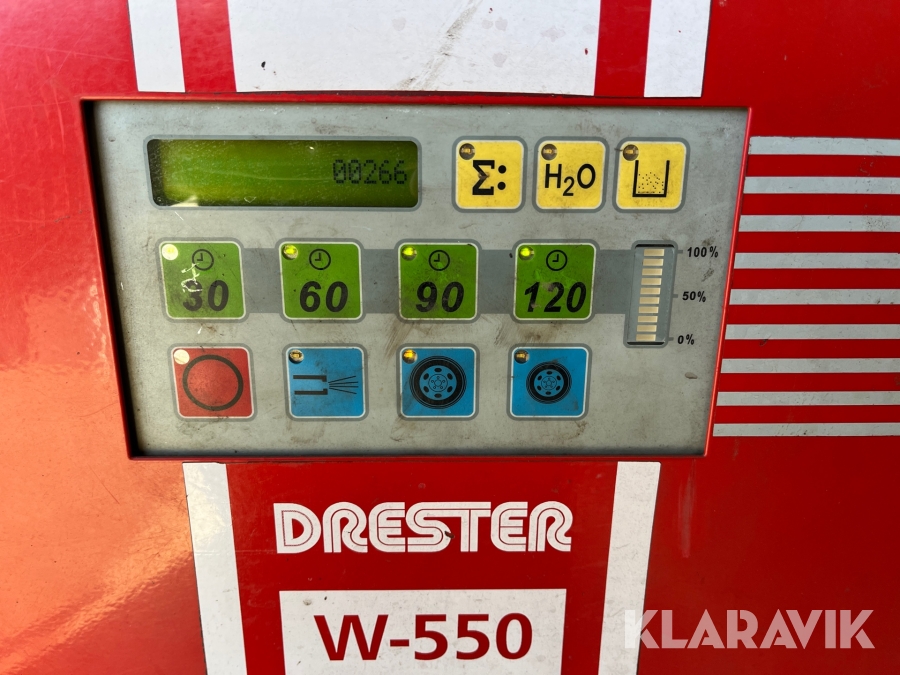 00266
Σ: H₂O
100%
30 60 90 120
50%
0%
DRESTER
W-550
KLARAVIK